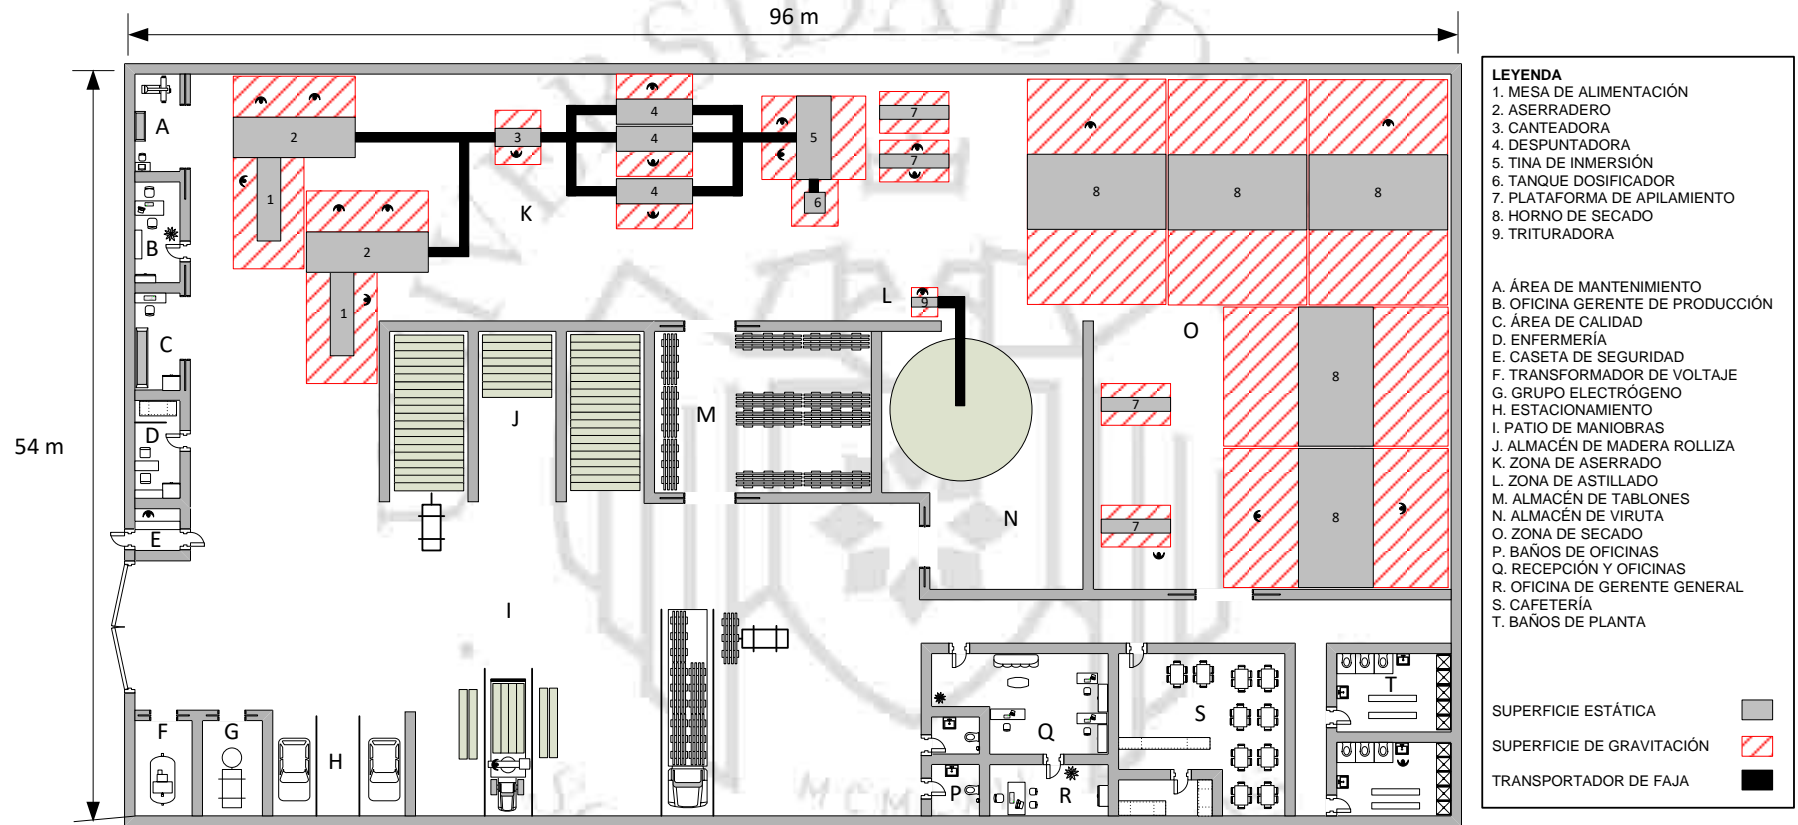 96 m
54 m
A
B
C
D
E
F
G
H
I
J
K
L
M
N
O
P
Q
R
S
T
1
1
2
2
3
4
4
4
5
6
7
7
7
7
8
8
8
8
8
9
LEYENDA
1. MESA DE ALIMENTACIÓN
2. ASERRADERO
3. CANTEADORA
4. DESPUNTADORA
5. TINA DE INMERSIÓN
6. TANQUE DOSIFICADOR
7. PLATAFORMA DE APILAMIENTO
8. HORNO DE SECADO
9. TRITURADORA
A. ÁREA DE MANTENIMIENTO
B. OFICINA GERENTE DE PRODUCCIÓN
C. ÁREA DE CALIDAD
D. ENFERMERÍA
E. CASETA DE SEGURIDAD
F. TRANSFORMADOR DE VOLTAJE
G. GRUPO ELECTRÓGENO
H. ESTACIONAMIENTO
I. PATIO DE MANIOBRAS
J. ALMACÉN DE MADERA ROLLIZA
K. ZONA DE ASERRADO
L. ZONA DE ASTILLADO
M. ALMACÉN DE TABLONES
N. ALMACÉN DE VIRUTA
O. ZONA DE SECADO
P. BAÑOS DE OFICINAS
Q. RECEPCIÓN Y OFICINAS
R. OFICINA DE GERENTE GENERAL
S. CAFETERÍA
T. BAÑOS DE PLANTA
SUPERFICIE ESTÁTICA
SUPERFICIE DE GRAVITACIÓN
TRANSPORTADOR DE FAJA